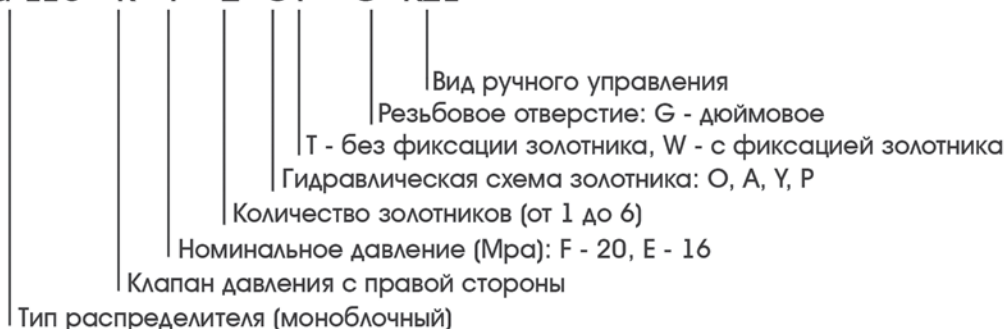 Вид ручного управления
Резьбовое отверстие: G - дюймовое
T - без фиксации золотника, W - с фиксацией золотника
Гидравлическая схема золотника: O, A, Y, P
Количество золотников (от 1 до 6)
Номинальное давление (Mpa): F - 20, E - 16
Клапан давления с правой стороны
Тип распределителя (моноблочный)